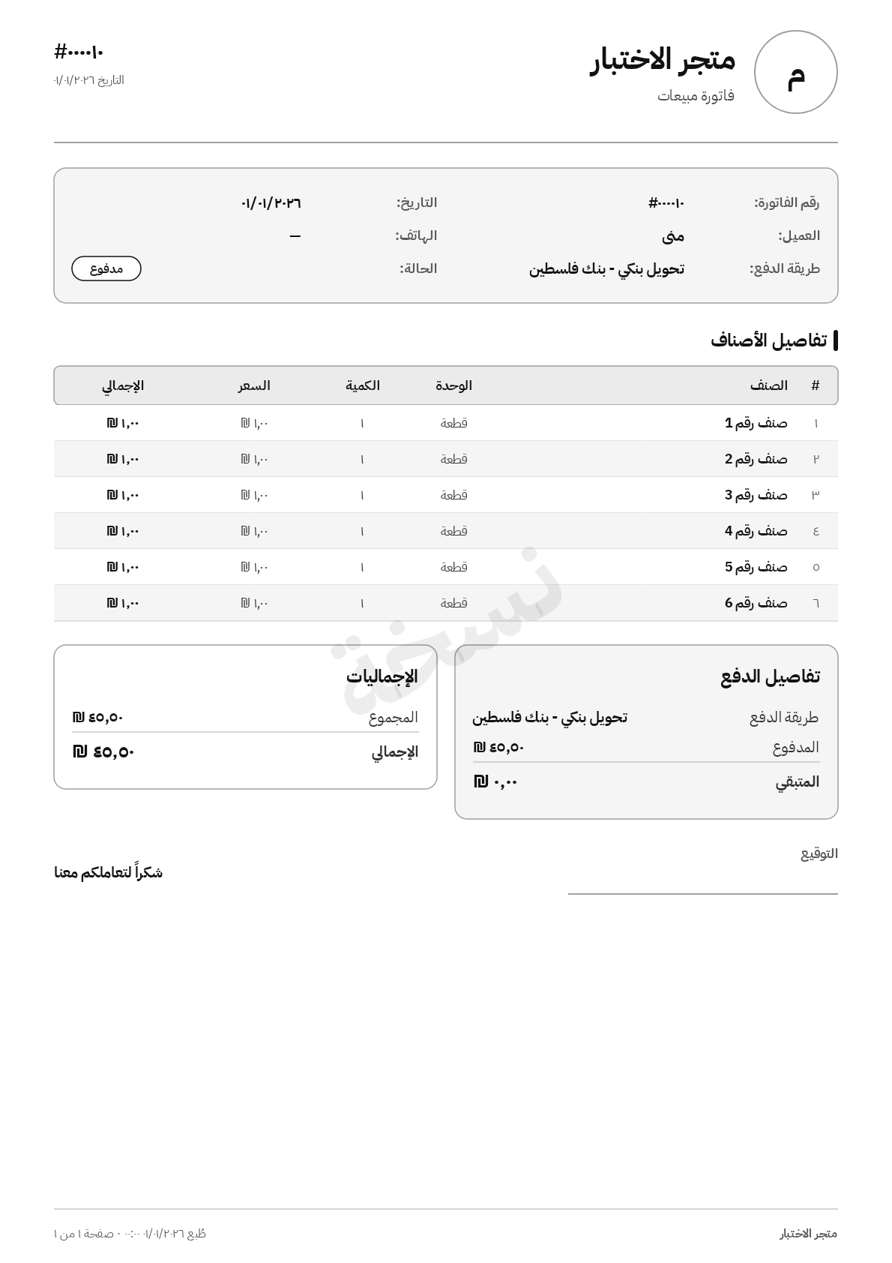 م
متجر الاختبار
فاتورة مبيعات
#٠٠٠٠١٠
التاريخ ٠١/٠١/٢٠٢٦
رقم الفاتورة: #٠٠٠٠١٠ التاريخ: ٠١/٠١/٢٠٢٦
العميل: منى الهاتف: —
طريقة الدفع: تحويل بنكي - بنك فلسطين الحالة: مدفوع
تفاصيل الأصناف
# الصنف الوحدة الكمية السعر الإجمالي
١ صنف رقم 1 قطعة ١ ١,٠٠ ₪ ١,٠٠ ₪
٢ صنف رقم 2 قطعة ١ ١,٠٠ ₪ ١,٠٠ ₪
٣ صنف رقم 3 قطعة ١ ١,٠٠ ₪ ١,٠٠ ₪
٤ صنف رقم 4 قطعة ١ ١,٠٠ ₪ ١,٠٠ ₪
٥ صنف رقم 5 قطعة ١ ١,٠٠ ₪ ١,٠٠ ₪
٦ صنف رقم 6 قطعة ١ ١,٠٠ ₪ ١,٠٠ ₪
نسخة
تفاصيل الدفع
طريقة الدفع تحويل بنكي - بنك فلسطين
المدفوع ٤٥,٥٠ ₪
المتبقي ٠,٠٠ ₪
الإجماليات
المجموع ٤٥,٥٠ ₪
الإجمالي ٤٥,٥٠ ₪
التوقيع
شكراً لتعاملكم معنا
متجر الاختبار
طُبع ٠١/٠١/٢٠٢٦ ٠٠:٠٠ · صفحة ١ من ١